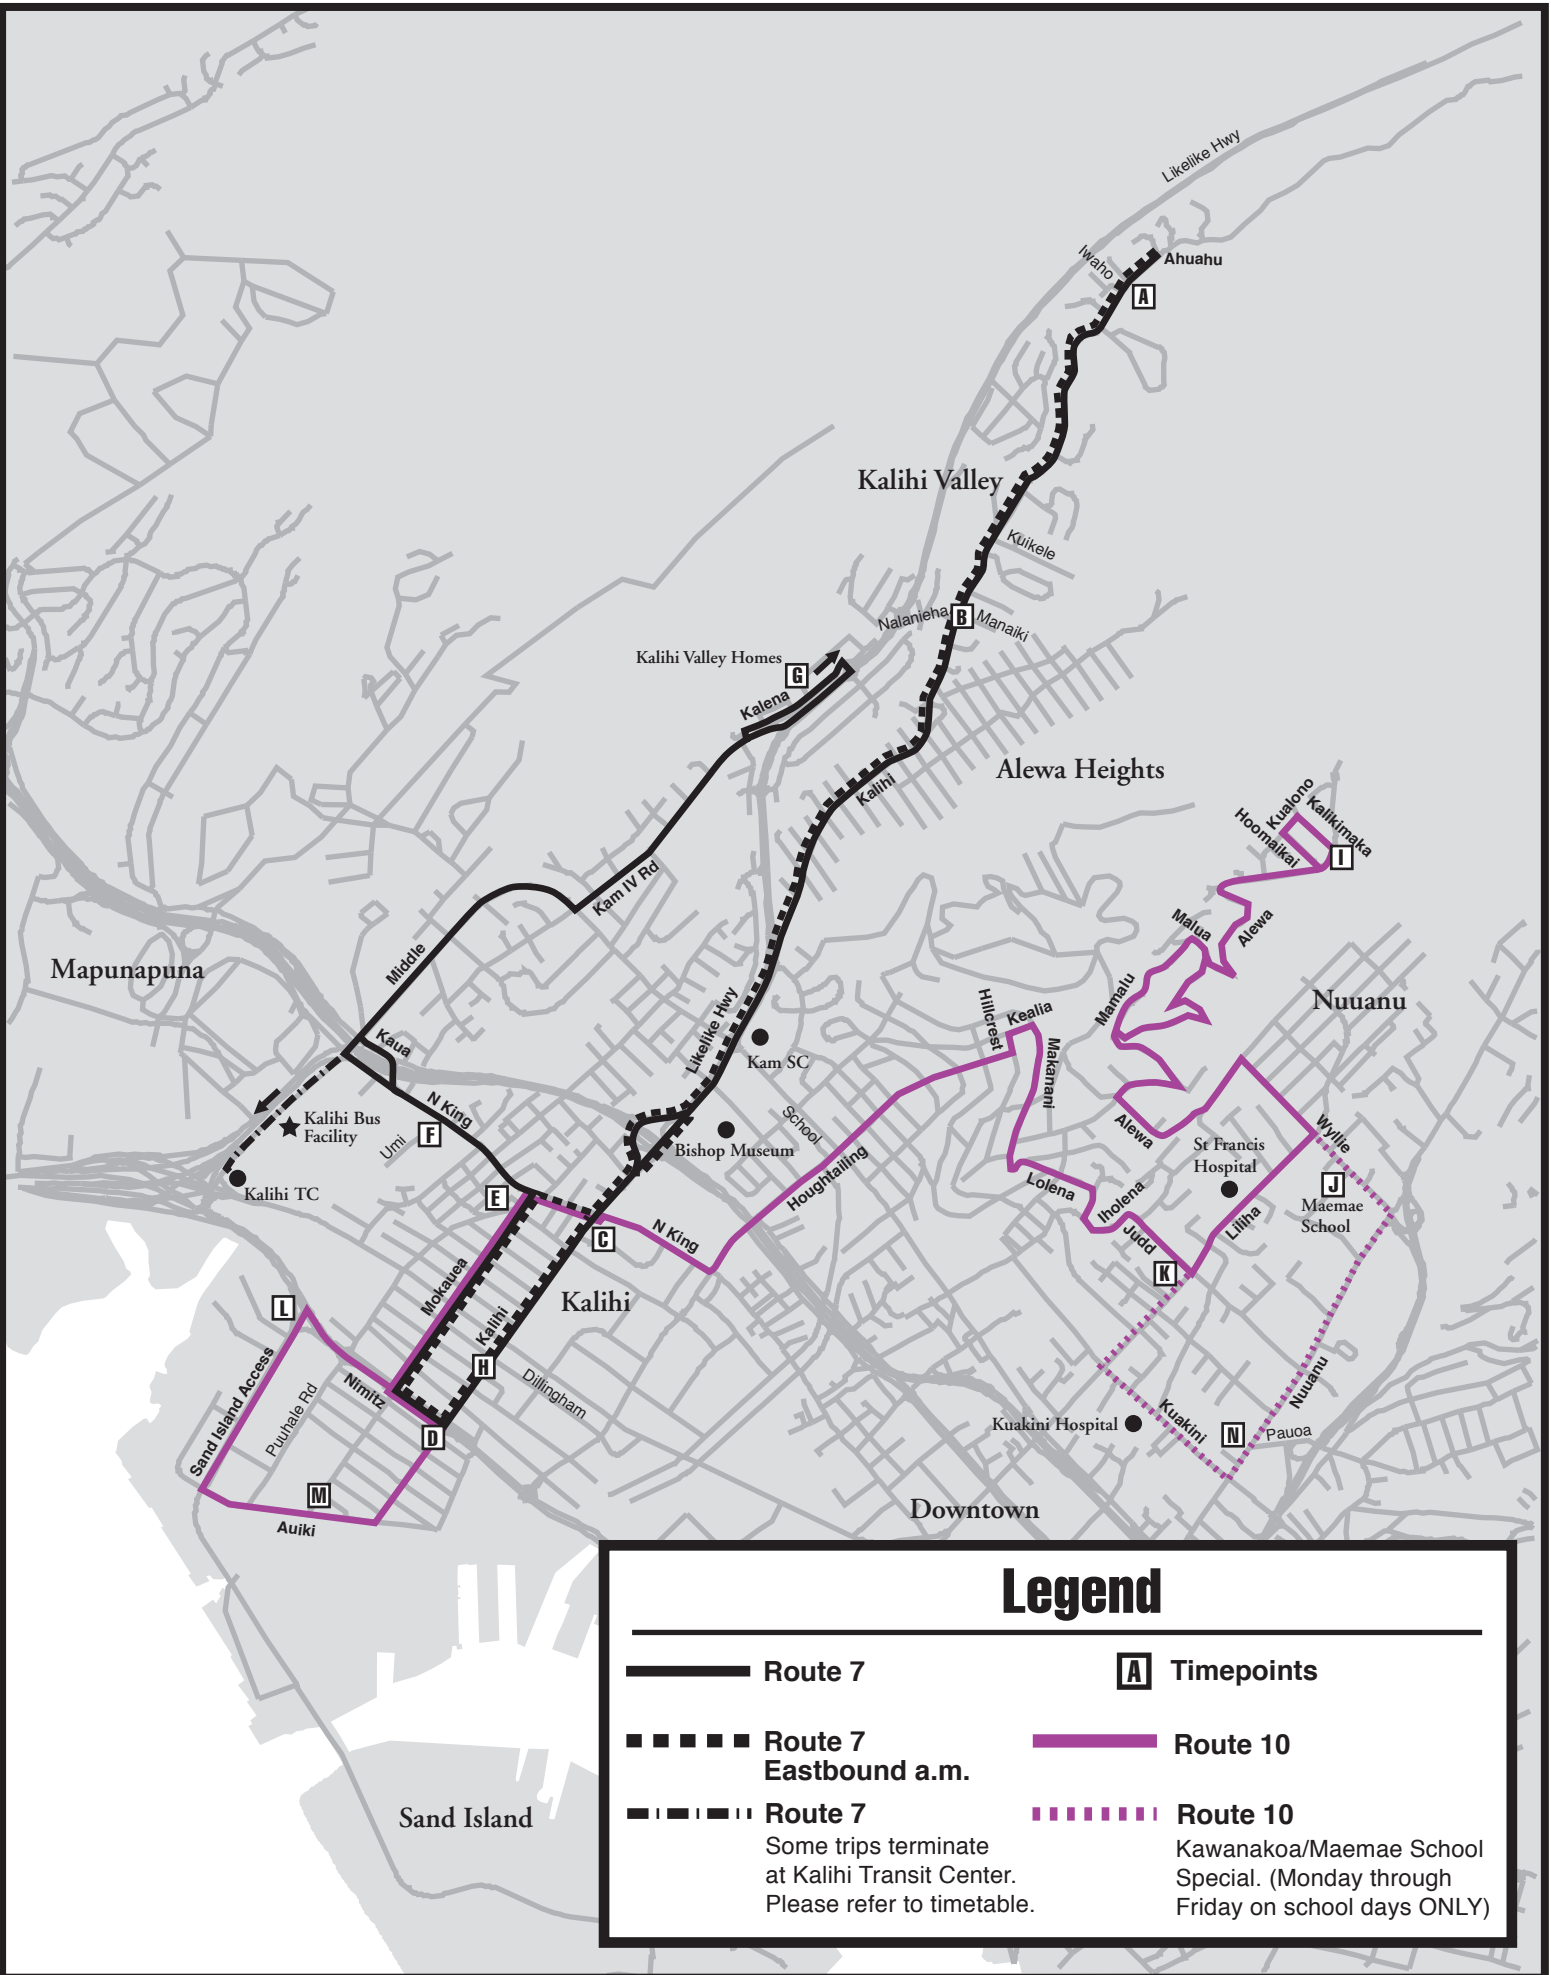 Likelike Hwy
Iwaho
Ahuahu
A
Kalihi Valley
Kuikele
Nalanieha
B
Manaiki
Kalihi Valley Homes
G
Kalena
Kalihi
Alewa Heights
Kualono
Kalikimaka
Hoomaikai
I
Kam IV Rd
Malua
Alewa
Middle
Mapunapuna
Mamalu
Nuuanu
Hillcrest
Kealia
Makanani
Likelike Hwy
Kam SC
Kaua
N King
F
Umi
Kalihi Bus
Facility
School
Bishop Museum
Alewa
Wyllie
St Francis
Hospital
Kalihi TC
E
Houghtailing
Lolena
Iholena
Judd
Liliha
J
Maemae
School
C
N King
K
Mokauea
Kalihi
Kalihi
L
H
Sand Island Access
Puuhale Rd
Nimitz
Dillingham
D
Kuakini Hospital
Kuakini
N
Pauoa
Nuuanu
M
Auiki
Downtown
Sand Island
Legend
Route 7
A
Timepoints
Route 7
Eastbound a.m.
Route 10
Route 7
Some trips terminate
at Kalihi Transit Center.
Please refer to timetable.
Route 10
Kawanakoa/Maemae School
Special. (Monday through
Friday on school days ONLY)